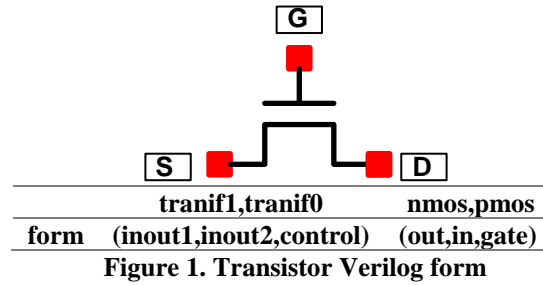 G
S D
tranif1,tranif0 nmos,pmos
form (inout1,inout2,control) (out,in,gate)
Figure 1. Transistor Verilog form